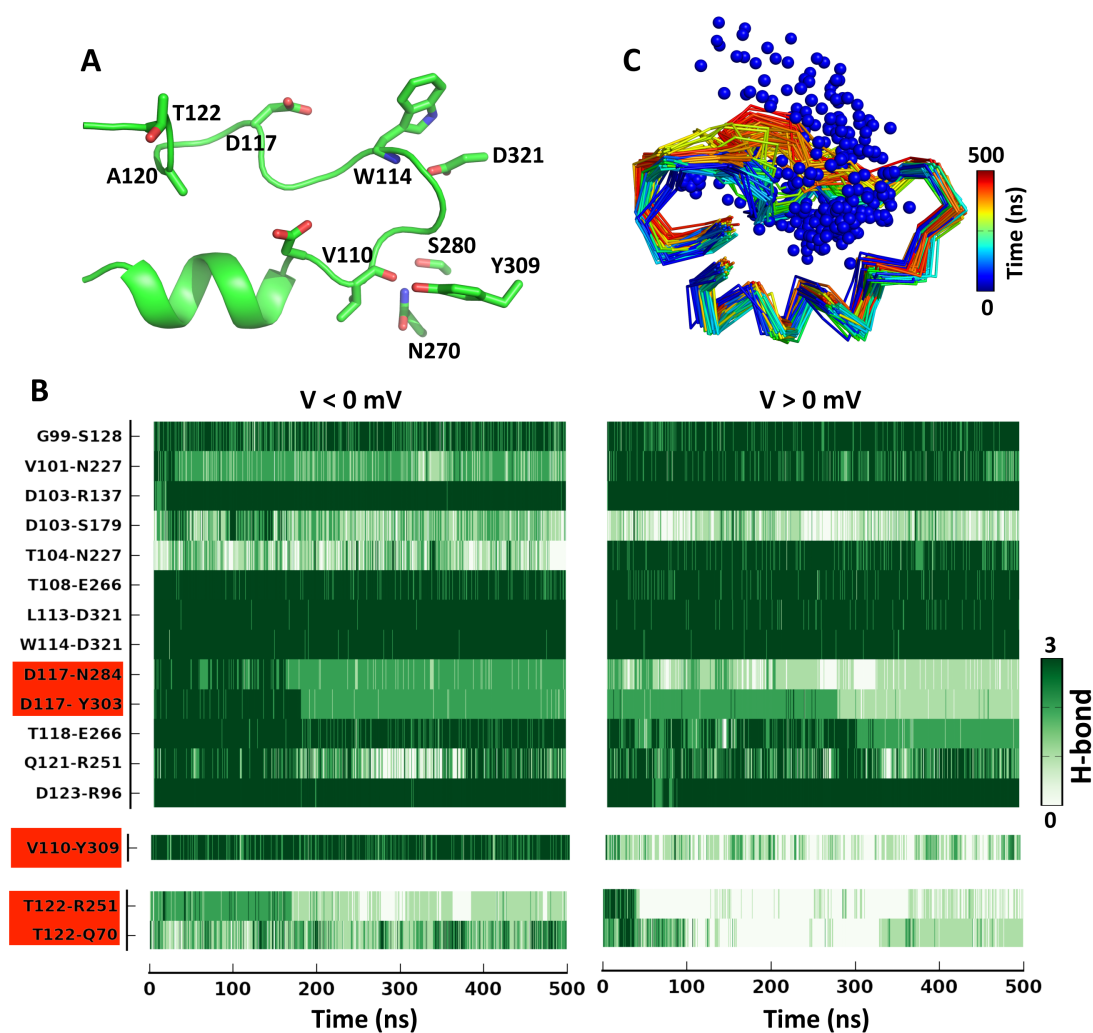 A
T122
D117
A120
W114
D321
V110
S280
Y309
N270
C
500
Time (ns)
0
B
V < 0 mV
V > 0 mV
G99-S128
V101-N227
D103-R137
D103-S179
T104-N227
T108-E266
L113-D321
W114-D321
D117-N284
D117- Y303
T118-E266
Q121-R251
D123-R96
V110-Y309
T122-R251
T122-Q70
3
H-bond
0
0 100 200 300 400 500
0 100 200 300 400 500
Time (ns)
Time (ns)